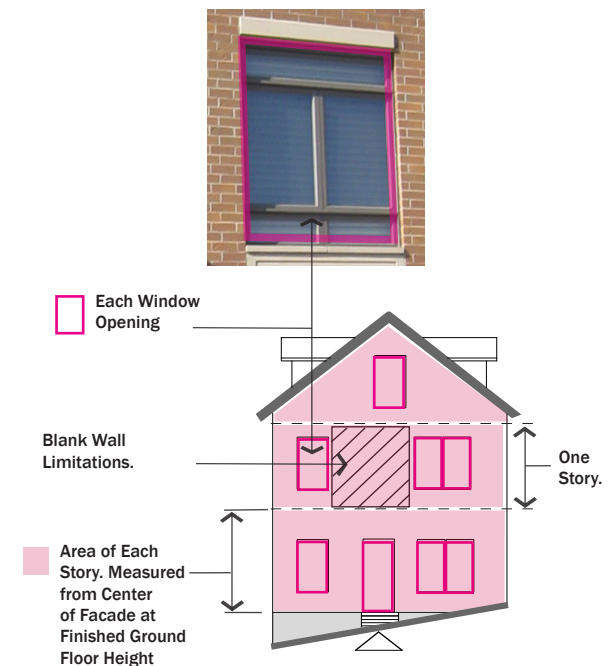 Each Window
Opening
Blank Wall
Limitations.
One
Story.
Area of Each
Story. Measured
from Center
of Facade at
Finished Ground
Floor Height